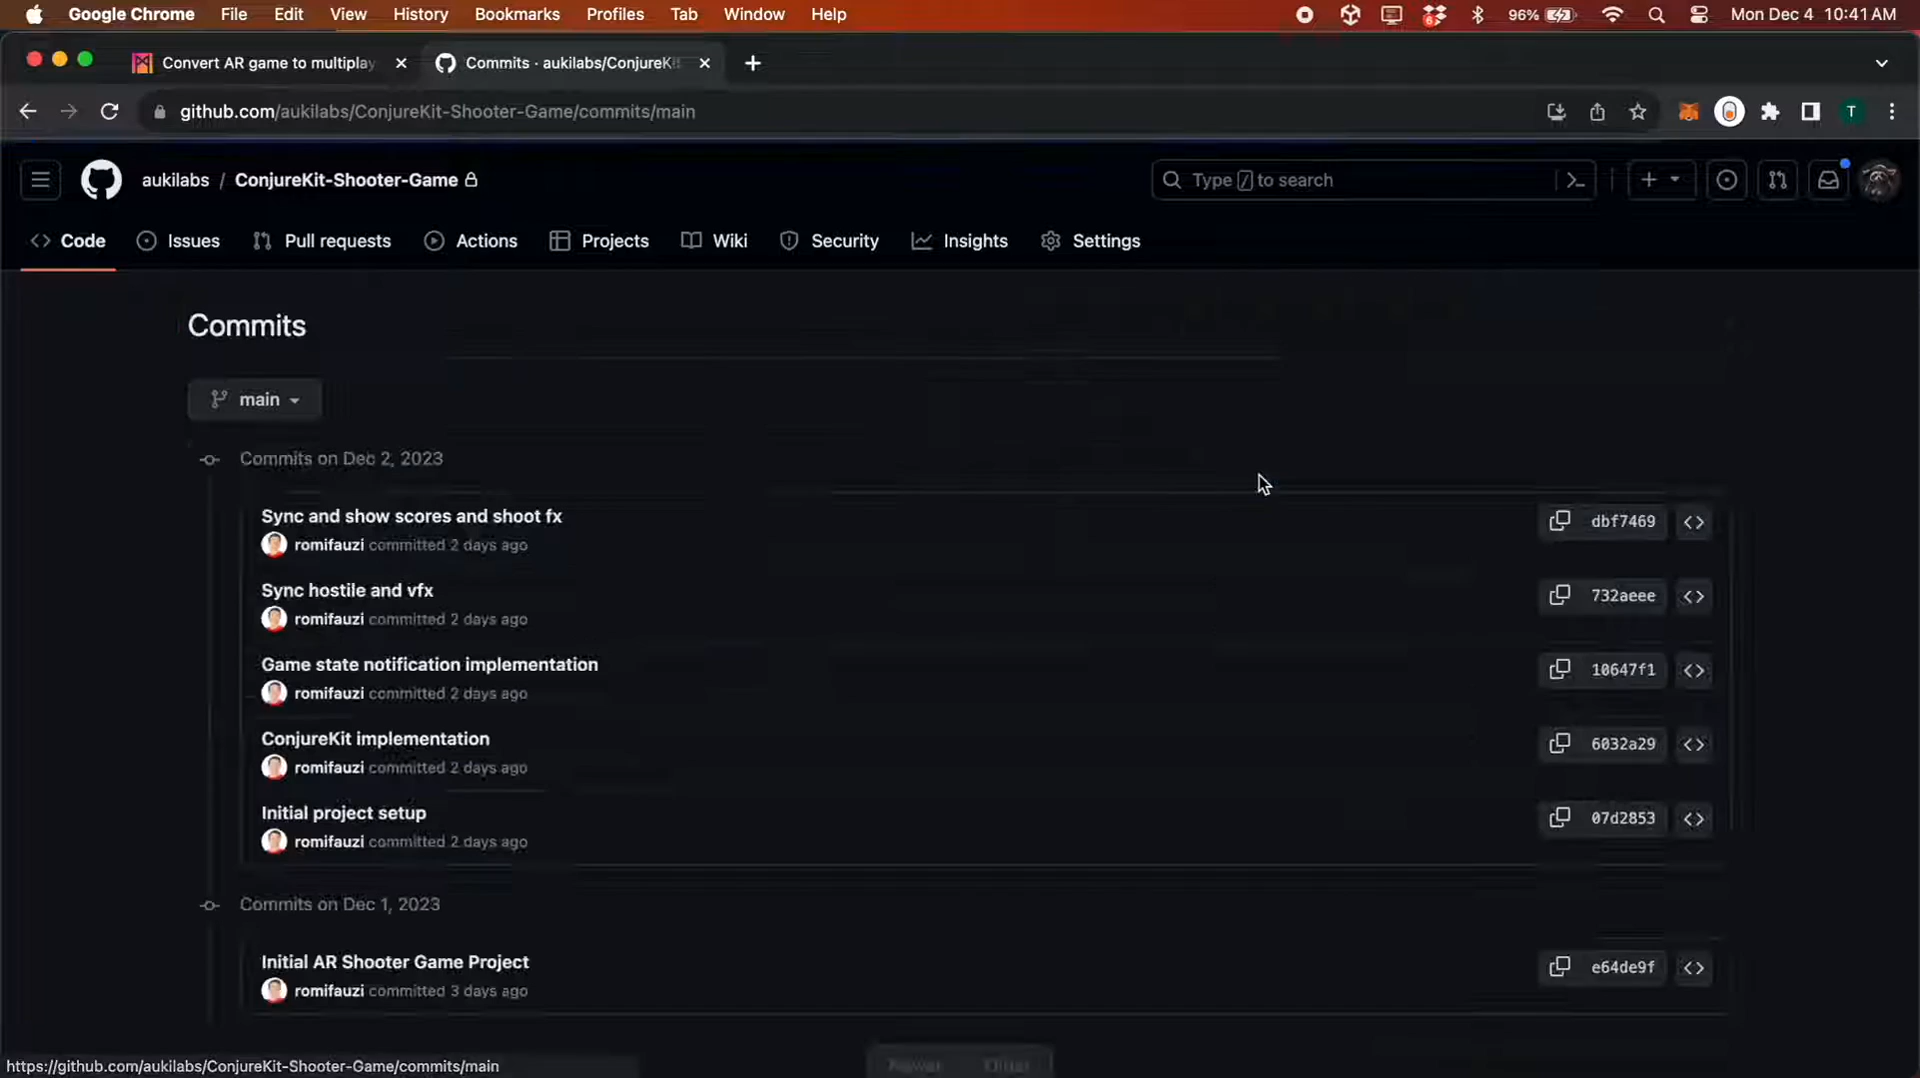 Google Chrome File Edit View History Bookmarks Profiles Tab Window Help 96% Mon Dec 4 10:41 AM
Convert AR game to multiplay Commits · aukilabs/ConjureKit
github.com/aukilabs/ConjureKit-Shooter-Game/commits/main T
aukilabs / ConjureKit-Shooter-Game Type / to search
Code Issues Pull requests Actions Projects Wiki Security Insights Settings
Commits
main
Commits on Dec 2, 2023
Sync and show scores and shoot fx dbf7469
romifauzi committed 2 days ago
Sync hostile and vfx 732aeee
romifauzi committed 2 days ago
Game state notification implementation 10647f1
romifauzi committed 2 days ago
ConjureKit implementation 6032a29
romifauzi committed 2 days ago
Initial project setup 07d2853
romifauzi committed 2 days ago
Commits on Dec 1, 2023
Initial AR Shooter Game Project e64de9f
romifauzi committed 3 days ago
Newer Older
https://github.com/aukilabs/ConjureKit-Shooter-Game/commits/main